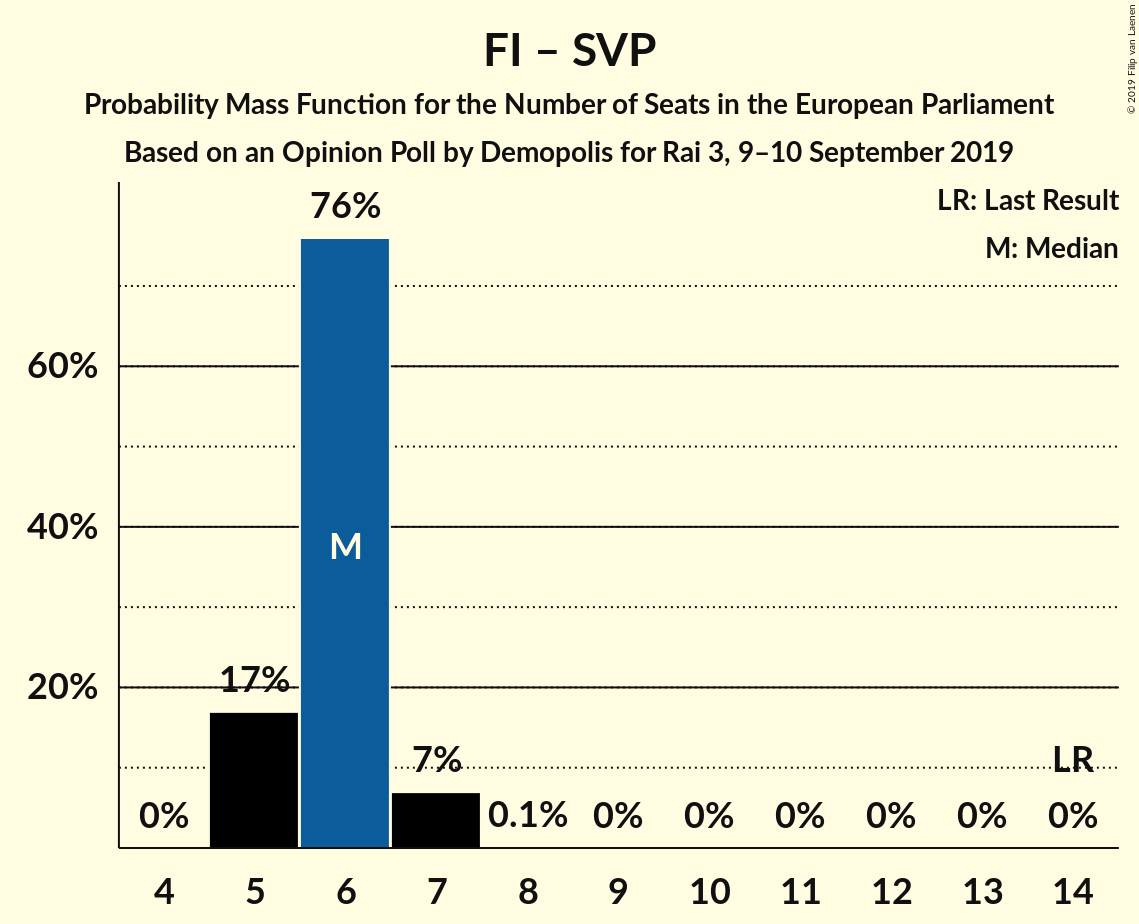 FI – SVP
Probability Mass Function for the Number of Seats in the European Parliament
Based on an Opinion Poll by Demopolis for Rai 3, 9–10 September 2019
© 2019 Filip van Laenen
LR: Last Result
M: Median
76%
60%
40%
M
20%
17%
7%
LR
0%
0.1%
0%
0%
0%
0%
0%
0%
4 5 6 7 8 9 10 11 12 13 14